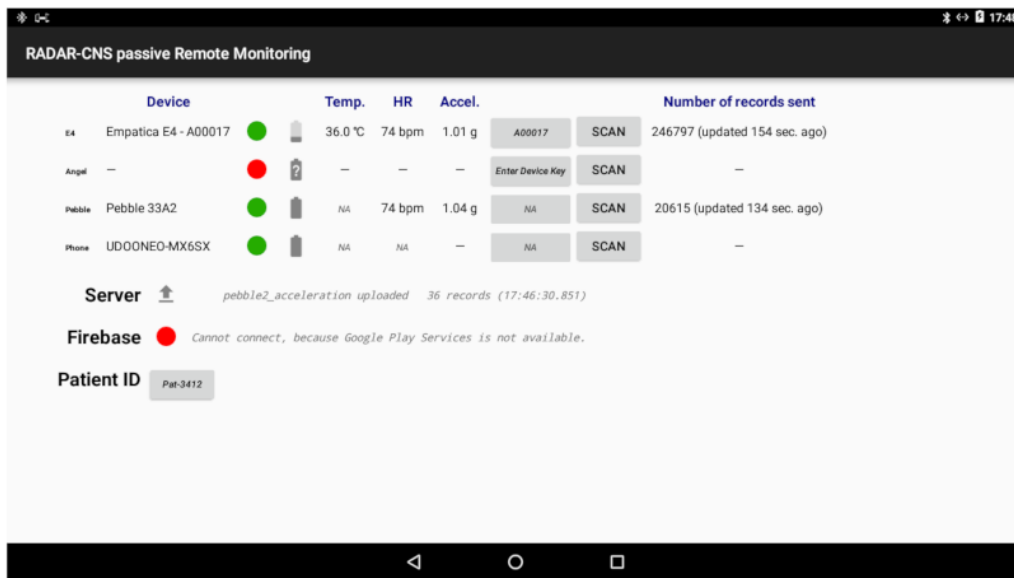 17:48
RADAR-CNS passive Remote Monitoring
Device Temp. HR Accel. Number of records sent
E4 Empatica E4 - A00017 36.0 °C 74 bpm 1.01 g A00017 SCAN 246797 (updated 154 sec. ago)
Angel – ? – – – Enter Device Key SCAN –
Pebble Pebble 33A2 NA 74 bpm 1.04 g NA SCAN 20615 (updated 134 sec. ago)
Phone UDOONEO-MX6SX NA NA – NA SCAN –
Server pebble2_acceleration uploaded 36 records (17:46:30.851)
Firebase Cannot connect, because Google Play Services is not available.
Patient ID Pat-3412